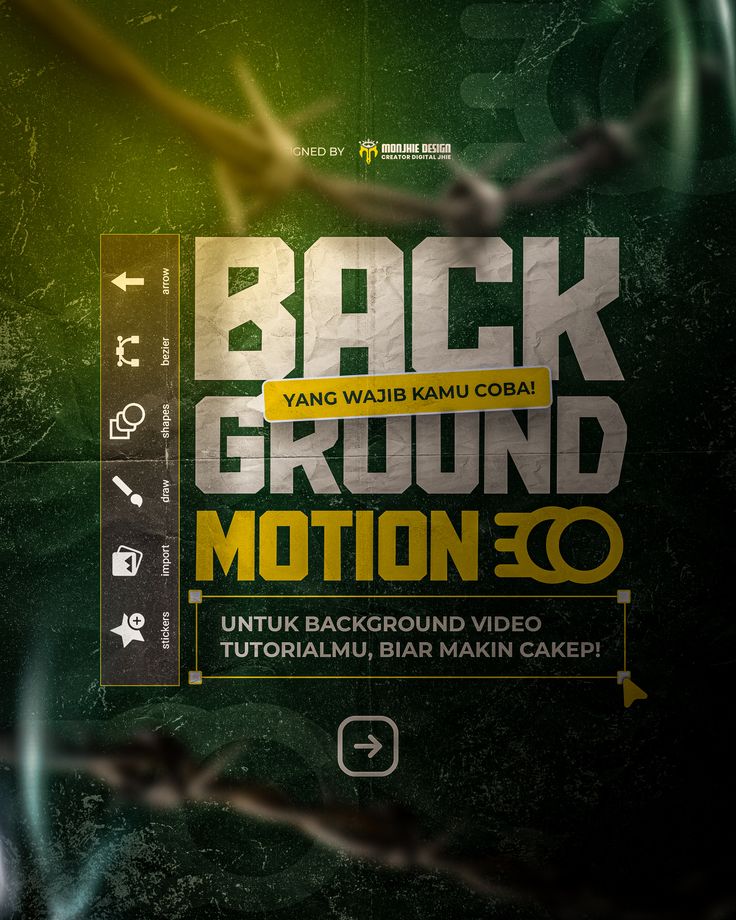 IGNED BY
MONJHIE DESIGN
CREATOR DIGITAL JHIE
BACK
YANG WAJIB KAMU COBA!
GROUND
MOTION
UNTUK BACKGROUND VIDEO
TUTORIALMU, BIAR MAKIN CAKEP!
arrow
bezier
shapes
draw
import
stickers